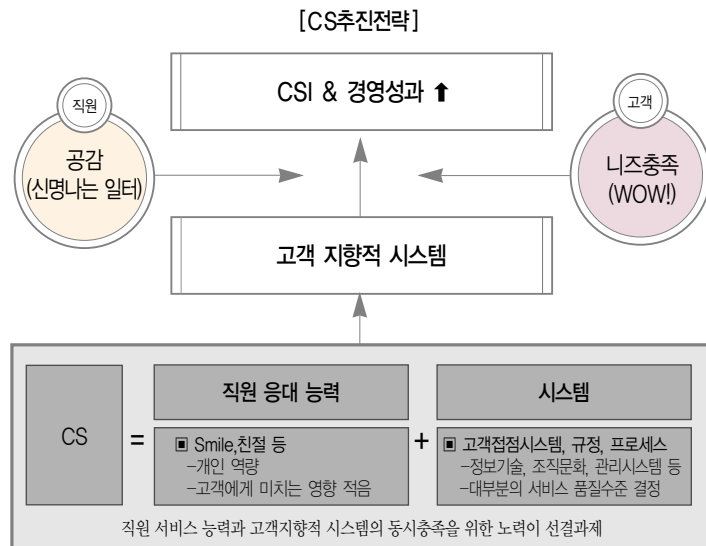 [CS추진전략]
CSI & 경영성과 ⬆
직원
공감
(신명나는 일터)
고객
니즈충족
(WOW!)
고객 지향적 시스템
CS
=
직원 응대 능력
▣ Smile,친절 등
-개인 역량
-고객에게 미치는 영향 적음
+
시스템
▣ 고객접점시스템, 규정, 프로세스
-정보기술, 조직문화, 관리시스템 등
-대부분의 서비스 품질수준 결정
직원 서비스 능력과 고객지향적 시스템의 동시충족을 위한 노력이 선결과제